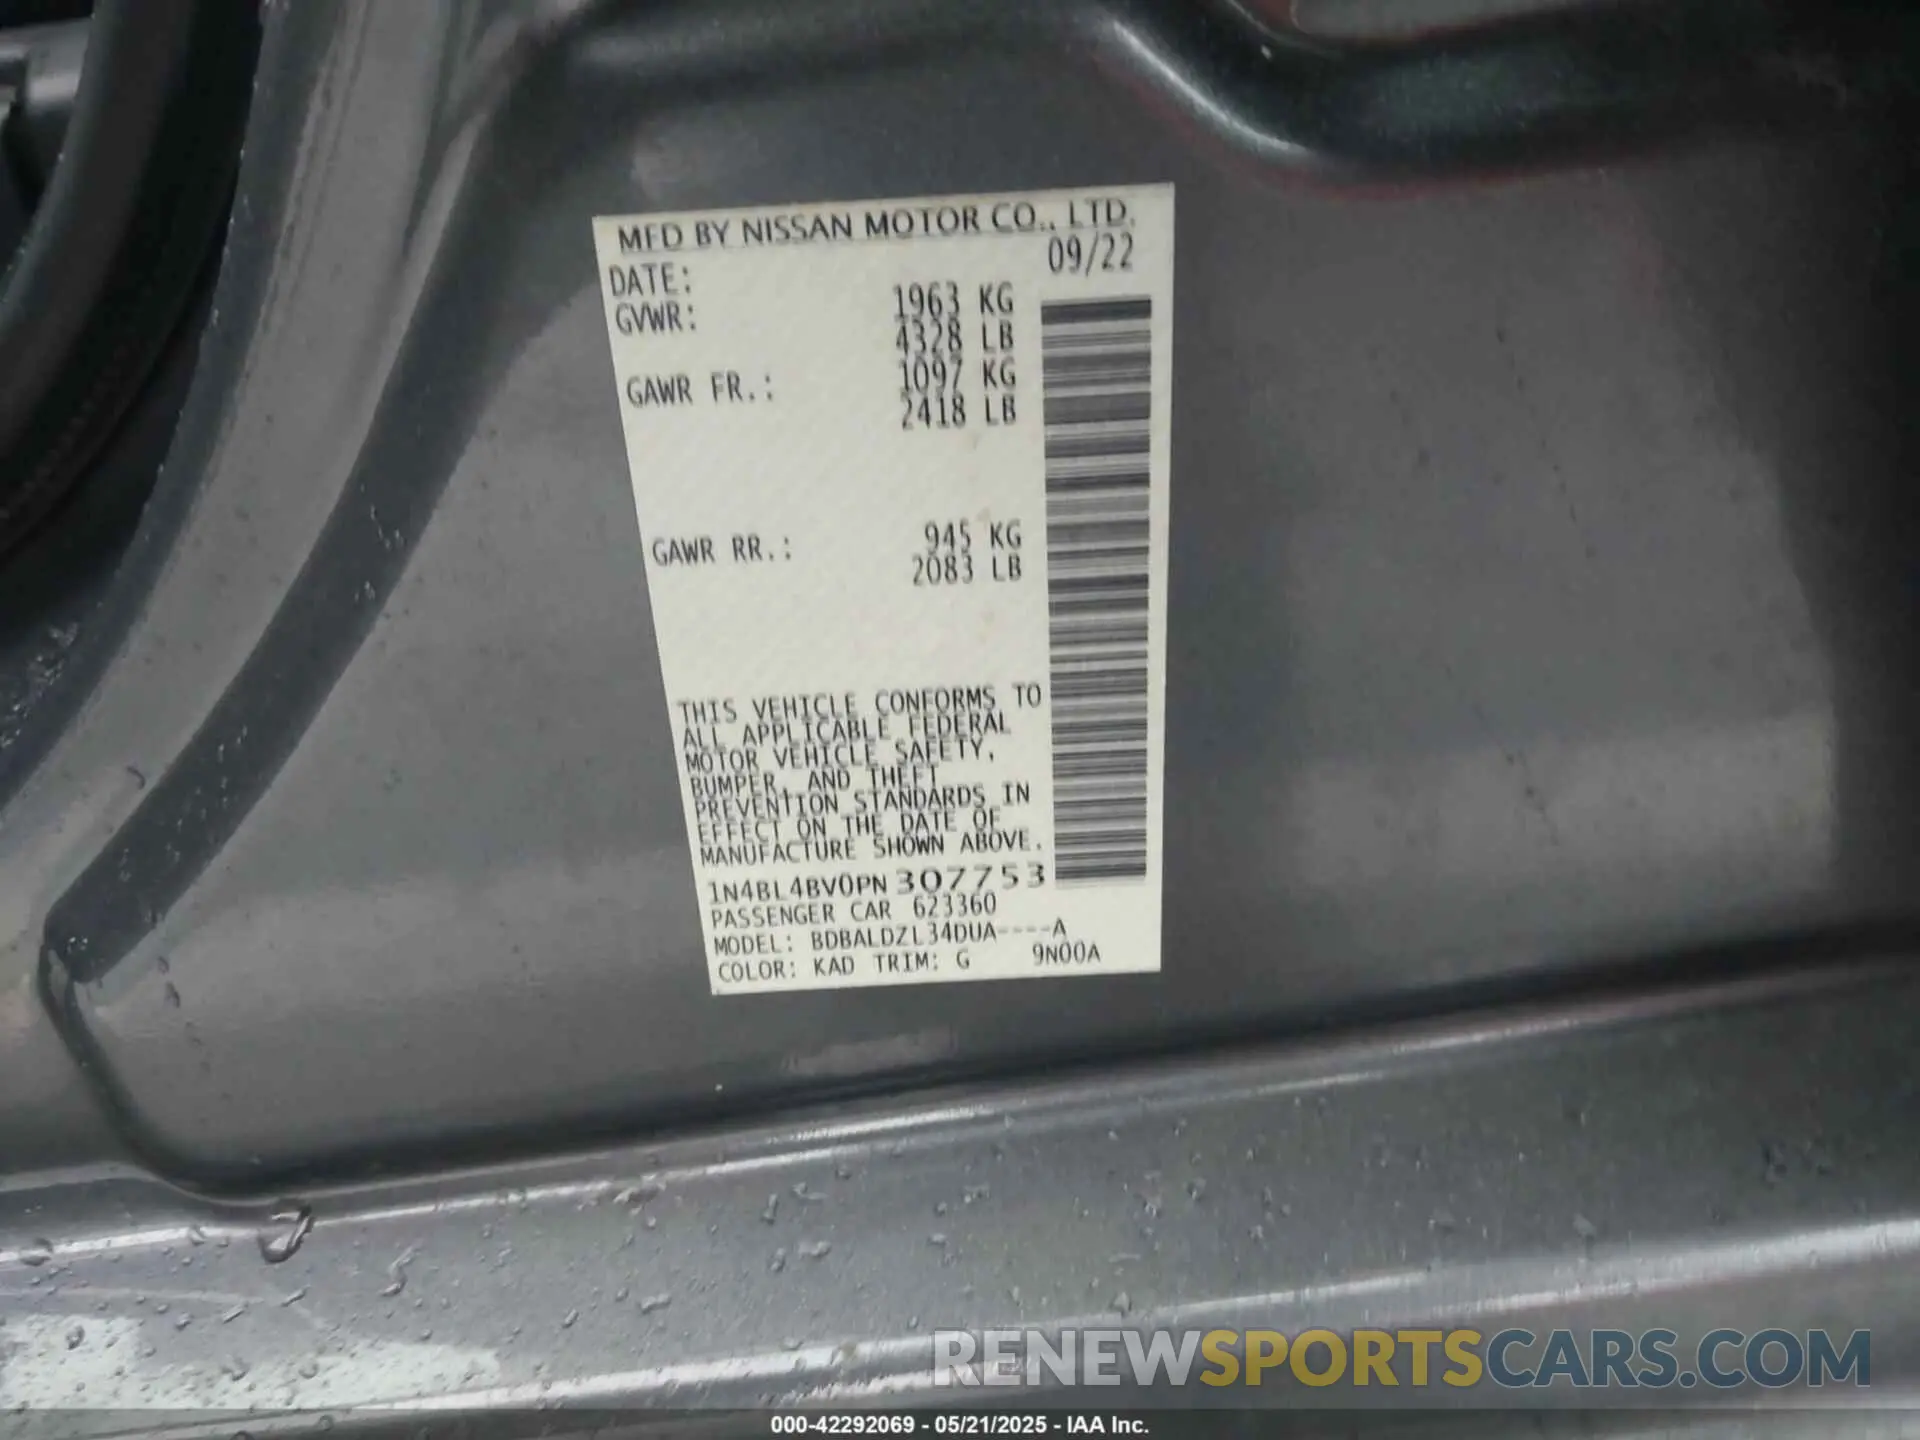 MFD BY NISSAN MOTOR CO., LTD.
DATE: 09/22
GVWR: 1963 KG
4328 LB
GAWR FR.: 1097 KG
2418 LB
GAWR RR.: 945 KG
2083 LB
THIS VEHICLE CONFORMS TO
ALL APPLICABLE FEDERAL
MOTOR VEHICLE SAFETY,
BUMPER, AND THEFT
PREVENTION STANDARDS IN
EFFECT ON THE DATE OF
MANUFACTURE SHOWN ABOVE.
1N4BL4BV0PN307753
PASSENGER CAR 623360
MODEL: BDBALDZL34DUA----A
COLOR: KAD TRIM: G 9N00A
RENEWSPORTSCARS.COM
000-42292069 - 05/21/2025 - IAA Inc.